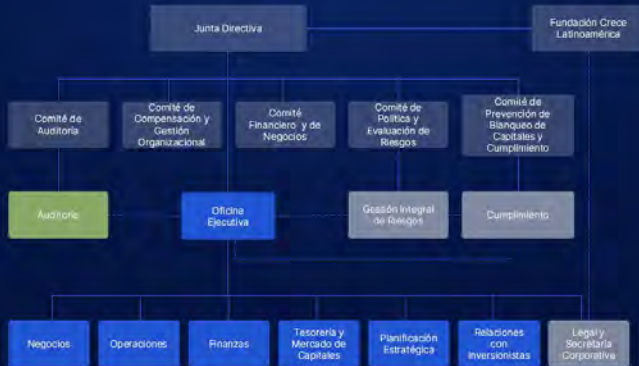 Junta Directiva
Fundación Crece
Latinoamérica
Comité de
Auditoría
Comité de
Compensación y
Gestión
Organizacional
Comité
Financiero y de
Negocios
Comité de
Política y
Evaluación de
Riesgos
Comité de
Prevención de
Blanqueo de
Capitales y
Cumplimiento
Auditoría
Oficina
Ejecutiva
Gestión Integral
de Riesgos
Cumplimiento
Negocios
Operaciones
Finanzas
Tesorería y
Mercado de
Capitales
Planificación
Estratégica
Relaciones
con
Inversionistas
Legal y
Secretaría
Corporativa